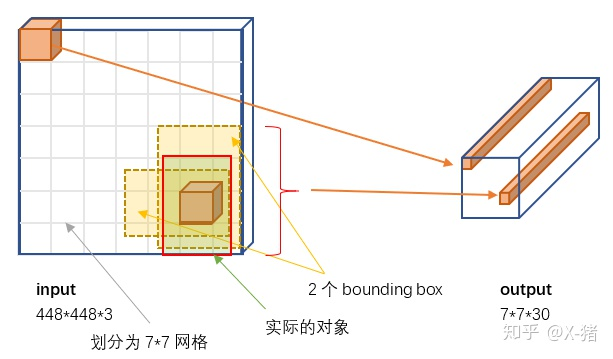 input
448*448*3
划分为 7*7 网格
实际的对象
2 个 bounding box
output
7*7*30
知乎 @X-猪